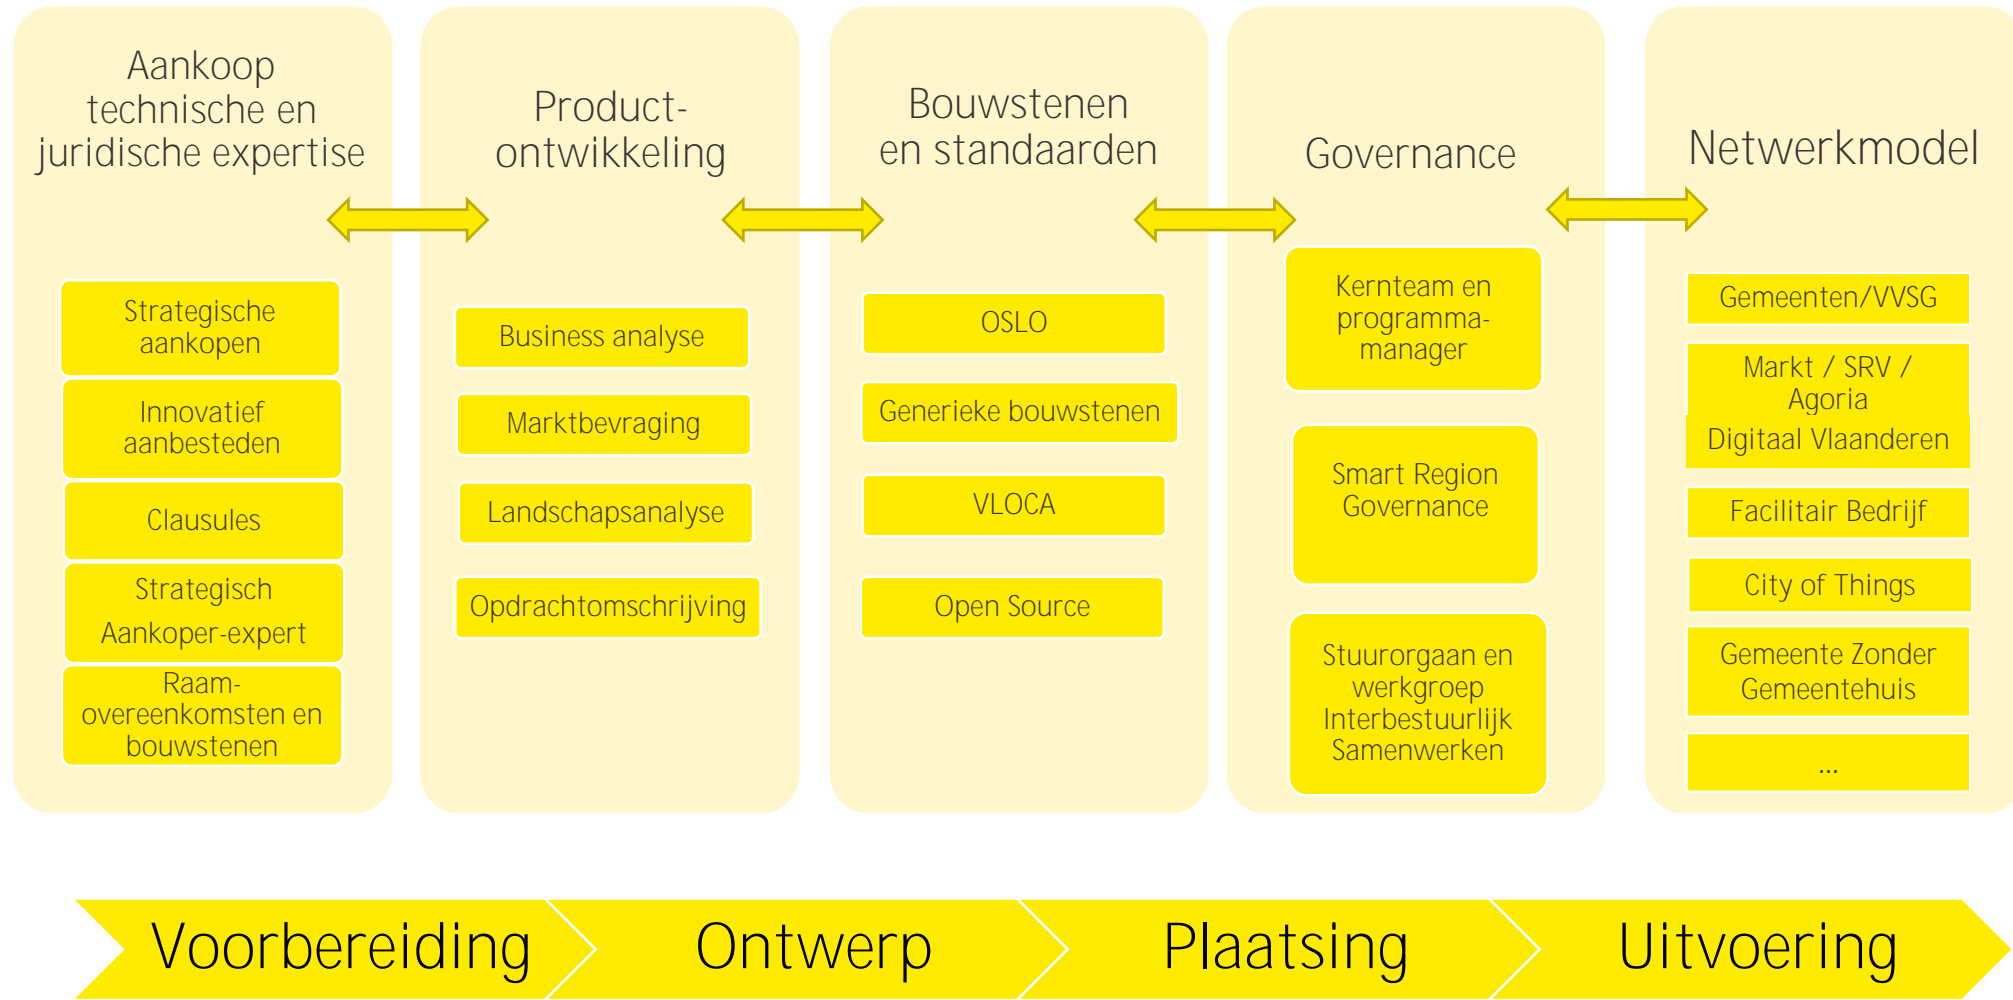 Aankoop
technische en
juridische expertise
Strategische
aankopen
Innovatief
aanbesteden
Clausules
Strategisch
Aankoper-expert
Raam-
overeenkomsten en
bouwstenen
Product-
ontwikkeling
Business analyse
Marktbevraging
Landschapsanalyse
Opdrachtomschrijving
Bouwstenen
en standaarden
OSLO
Generieke bouwstenen
VLOCA
Open Source
Governance
Kernteam en
programma-
manager
Smart Region
Governance
Stuurorgaan en
werkgroep
Interbestuurlijk
Samenwerken
Netwerkmodel
Gemeenten/VVSG
Markt / SRV /
Agoria
Digitaal Vlaanderen
Facilitair Bedrijf
City of Things
Gemeente Zonder
Gemeentehuis
...
Voorbereiding
Ontwerp
Plaatsing
Uitvoering